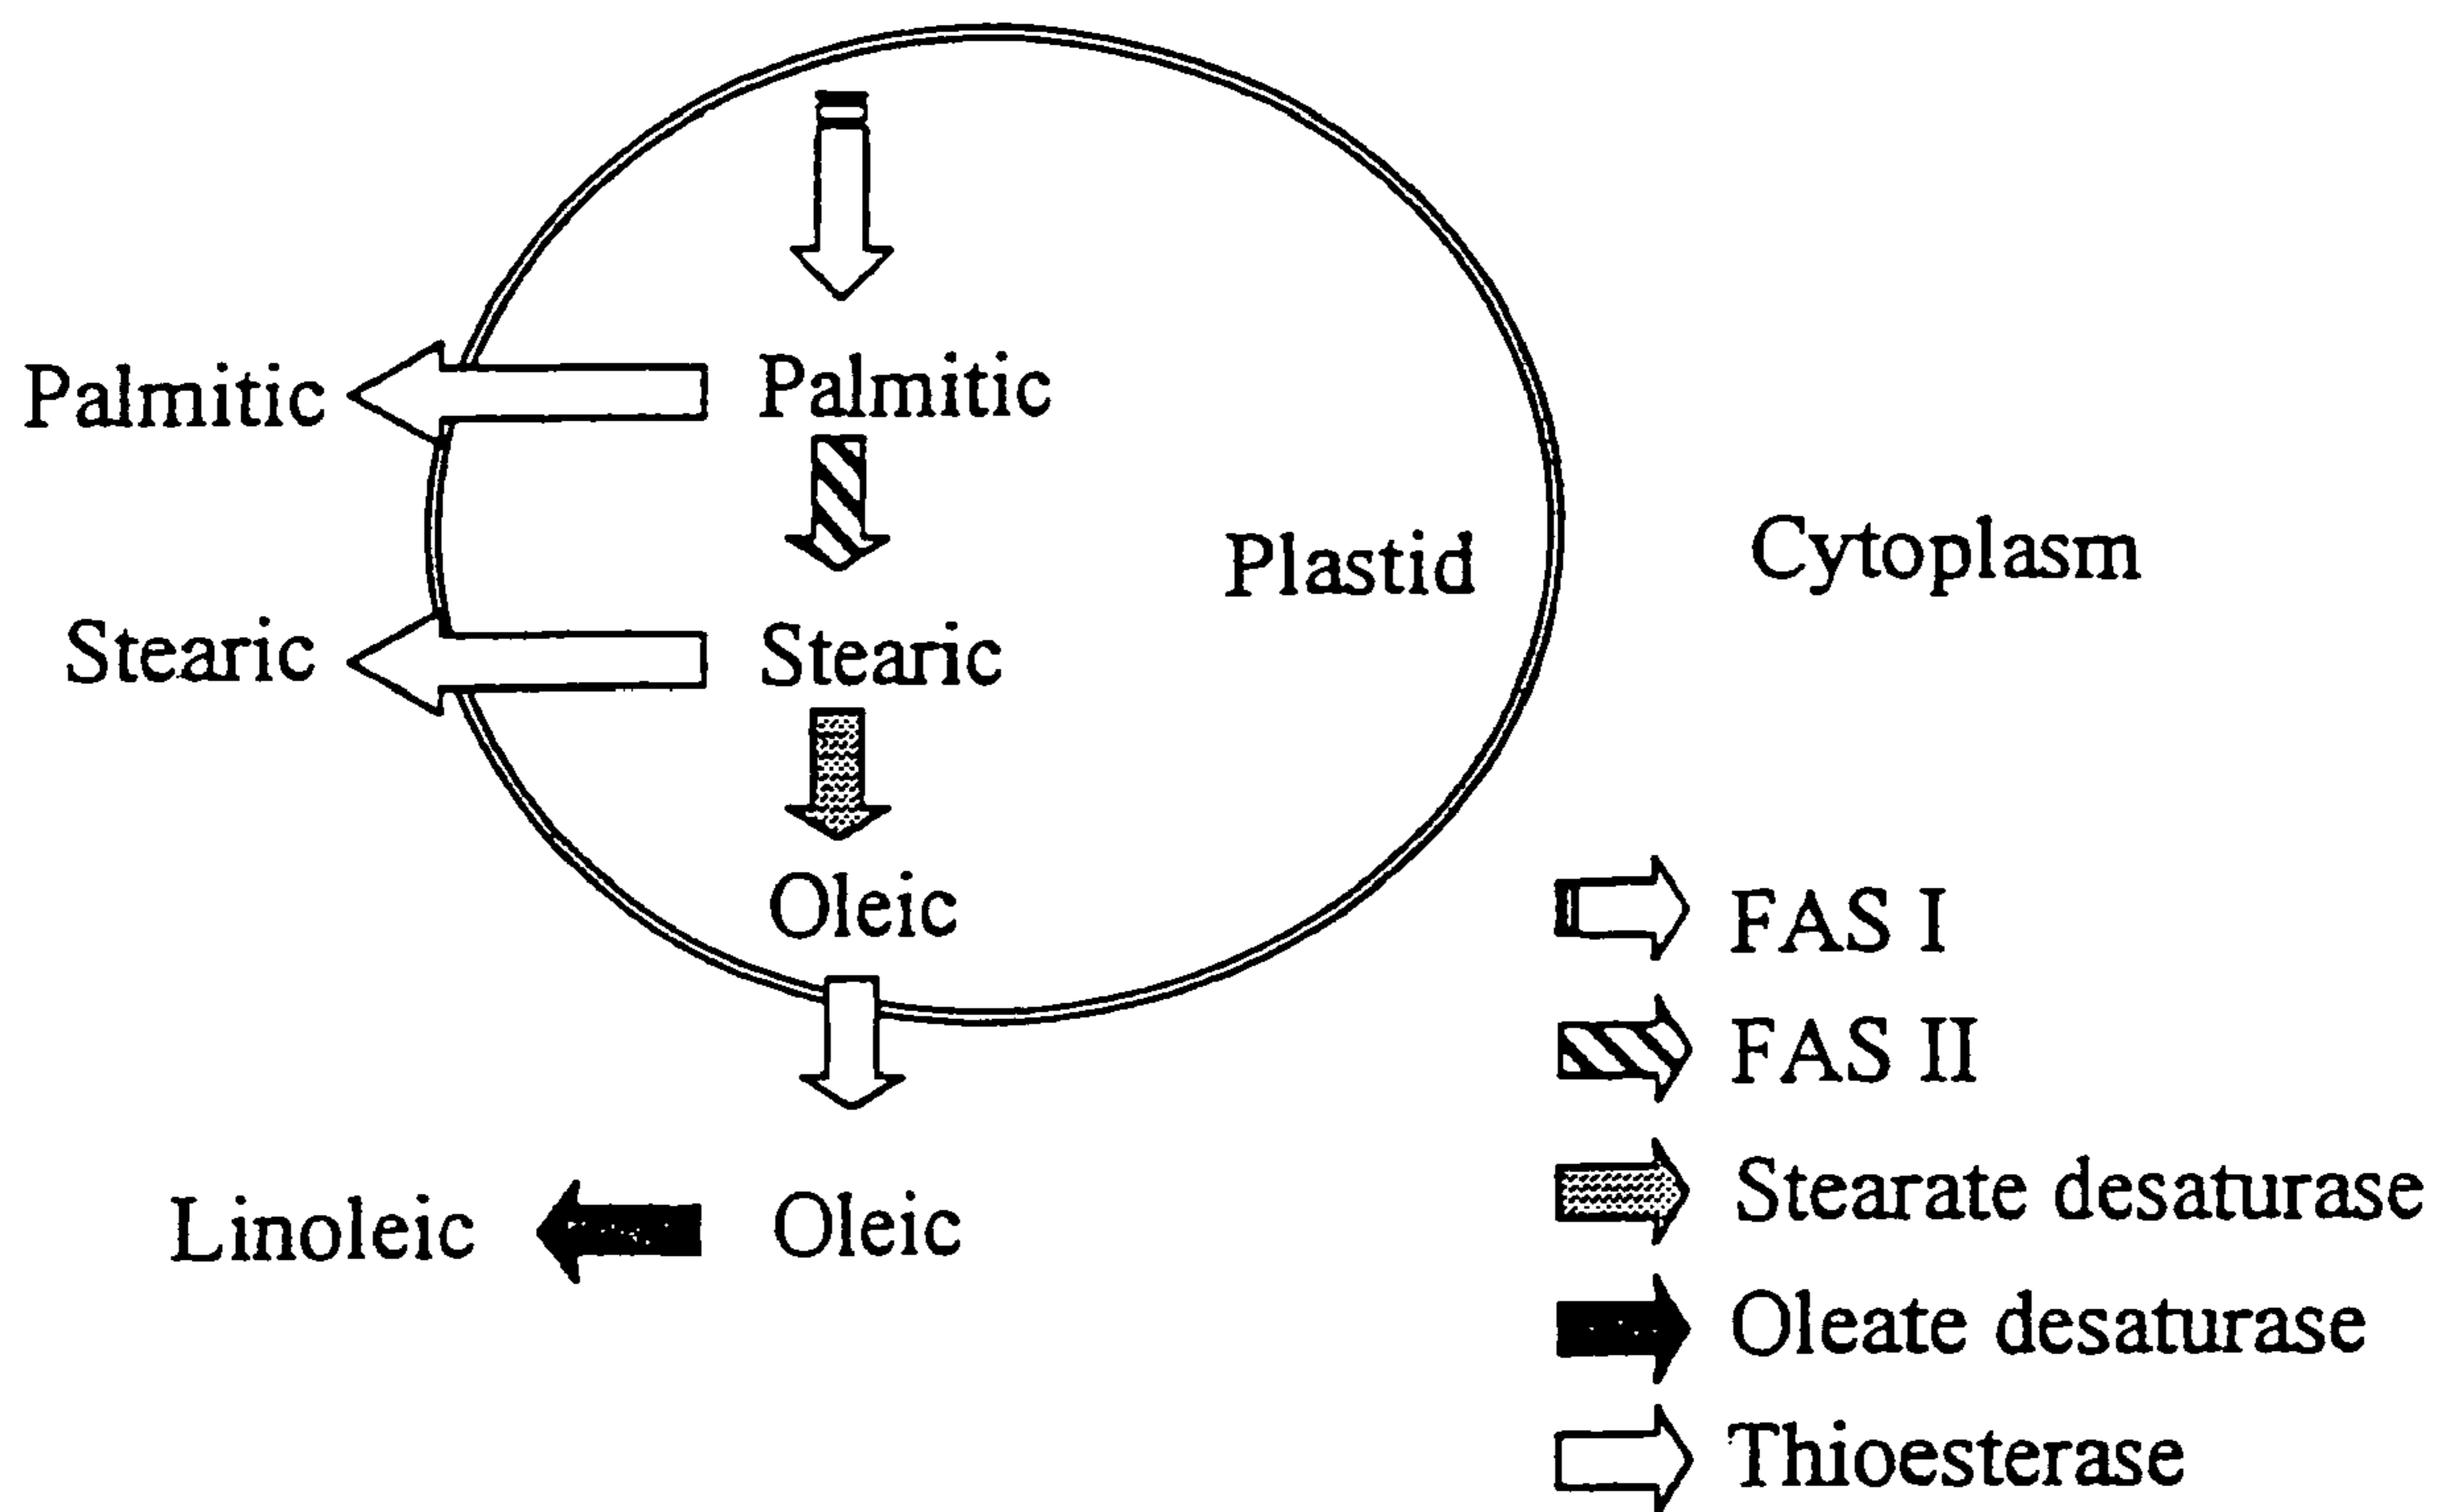 Palmitic
Palmitic
Plastid
Cytoplasm
Stearic
Stearic
Oleic
Linoleic
Oleic
FAS I
FAS II
Stearate desaturase
Oleate desaturase
Thioesterase